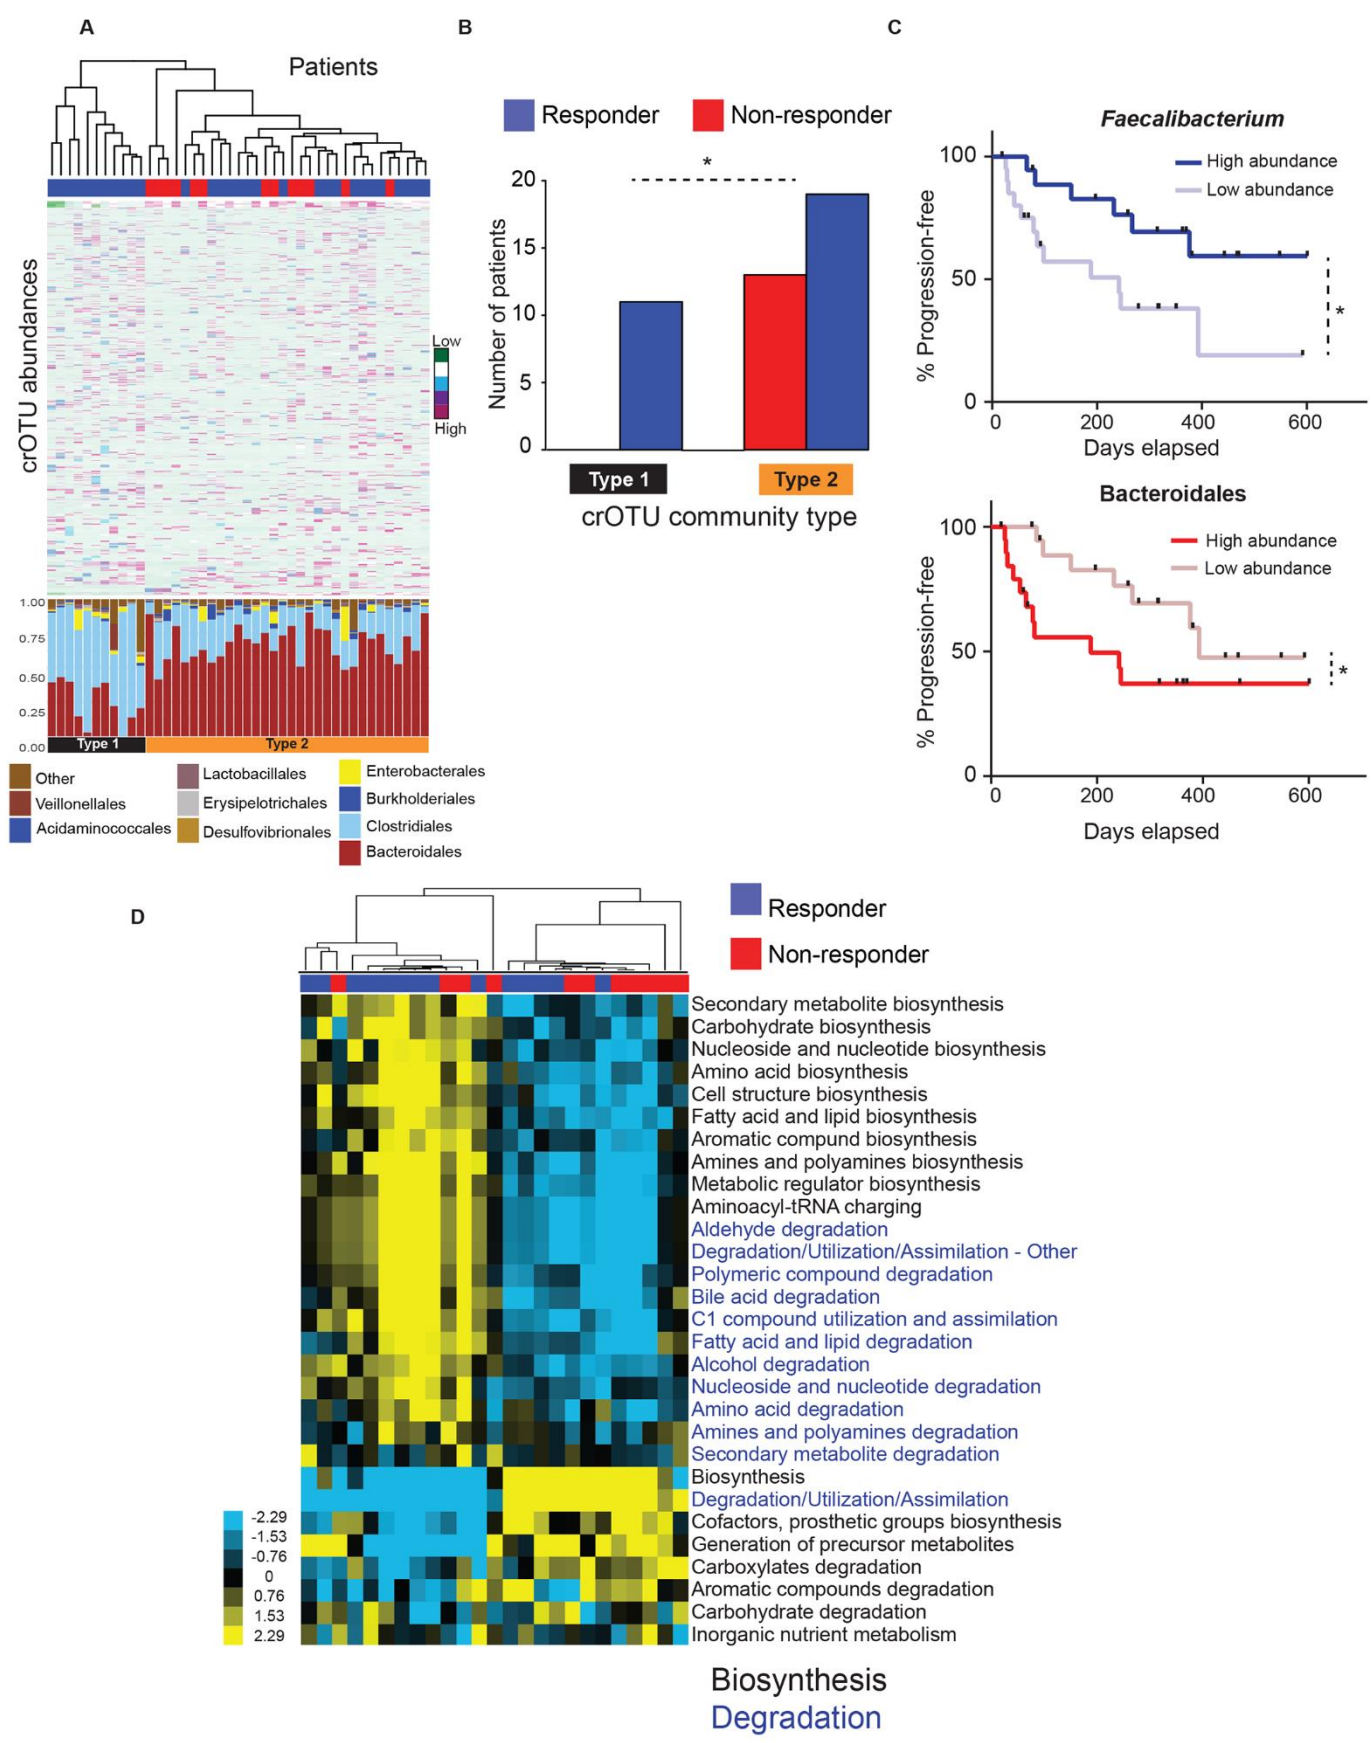 A
Patients
crOTU abundances
Low
High
1.00
0.75
0.50
0.25
0.00
Type 1
Type 2
Other
Veillonellales
Acidaminococcales
Lactobacillales
Erysipelotrichales
Desulfovibrionales
Enterobacterales
Burkholderiales
Clostridiales
Bacteroidales
B
Responder
Non-responder
*
Number of patients
20
15
10
5
0
Type 1
Type 2
crOTU community type
C
Faecalibacterium
High abundance
Low abundance
% Progression-free
100
50
0
*
0 200 400 600
Days elapsed
Bacteroidales
High abundance
Low abundance
% Progression-free
100
50
0
*
0 200 400 600
Days elapsed
D
Responder
Non-responder
Secondary metabolite biosynthesis
Carbohydrate biosynthesis
Nucleoside and nucleotide biosynthesis
Amino acid biosynthesis
Cell structure biosynthesis
Fatty acid and lipid biosynthesis
Aromatic compund biosynthesis
Amines and polyamines biosynthesis
Metabolic regulator biosynthesis
Aminoacyl-tRNA charging
Aldehyde degradation
Degradation/Utilization/Assimilation - Other
Polymeric compound degradation
Bile acid degradation
C1 compound utilization and assimilation
Fatty acid and lipid degradation
Alcohol degradation
Nucleoside and nucleotide degradation
Amino acid degradation
Amines and polyamines degradation
Secondary metabolite degradation
Biosynthesis
Degradation/Utilization/Assimilation
Cofactors, prosthetic groups biosynthesis
Generation of precursor metabolites
Carboxylates degradation
Aromatic compounds degradation
Carbohydrate degradation
Inorganic nutrient metabolism
-2.29
-1.53
-0.76
0
0.76
1.53
2.29
Biosynthesis
Degradation